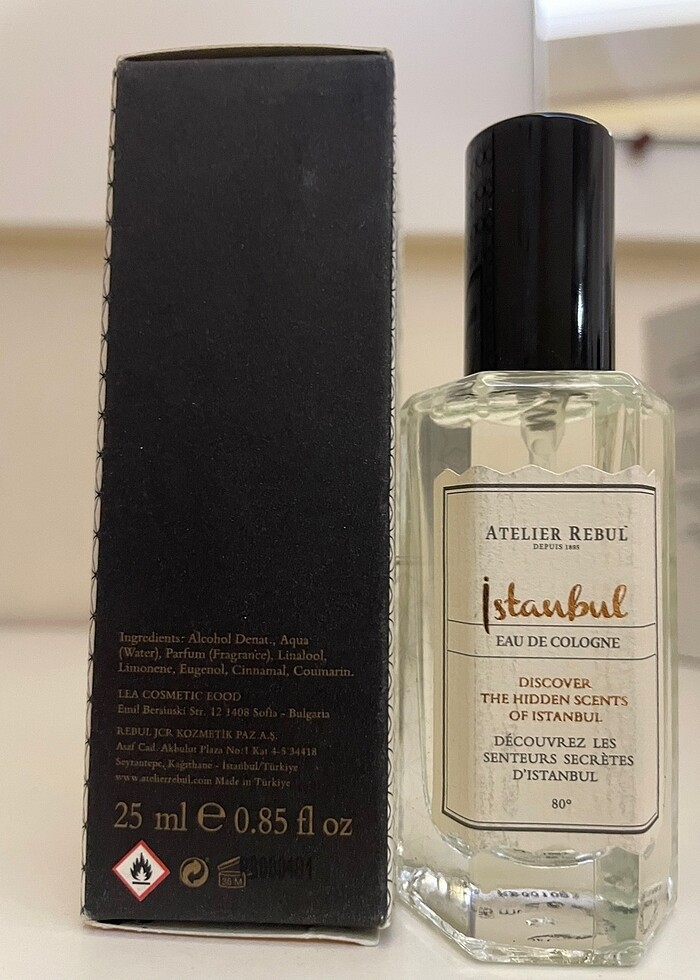 Ingredients: Alcohol Denat., Aqua
(Water), Parfum (Fragrance), Linalool,
Limonene, Eugenol, Cinnamal, Coumarin.
LEA COSMETIC EOOD
Emil Bersinski Str. 12 1408 Sofia - Bulgaria
REBUL JCR KOZMETİK PAZ A.Ş.
Asaf Cad. Akbulut Plaza No:1 Kat 4-5 34418
Seyrantepe, Kağıthane - İstanbul/Türkiye
www.atelierrebul.com Made in Türkiye
25 ml ℮ 0.85 fl oz
36 M
ATELIER REBUL™
DEPUIS 1895
İstanbul
EAU DE COLOGNE
DISCOVER
THE HIDDEN SCENTS
OF ISTANBUL
DÉCOUVREZ LES
SENTEURS SECRÈTES
D'ISTANBUL
80°